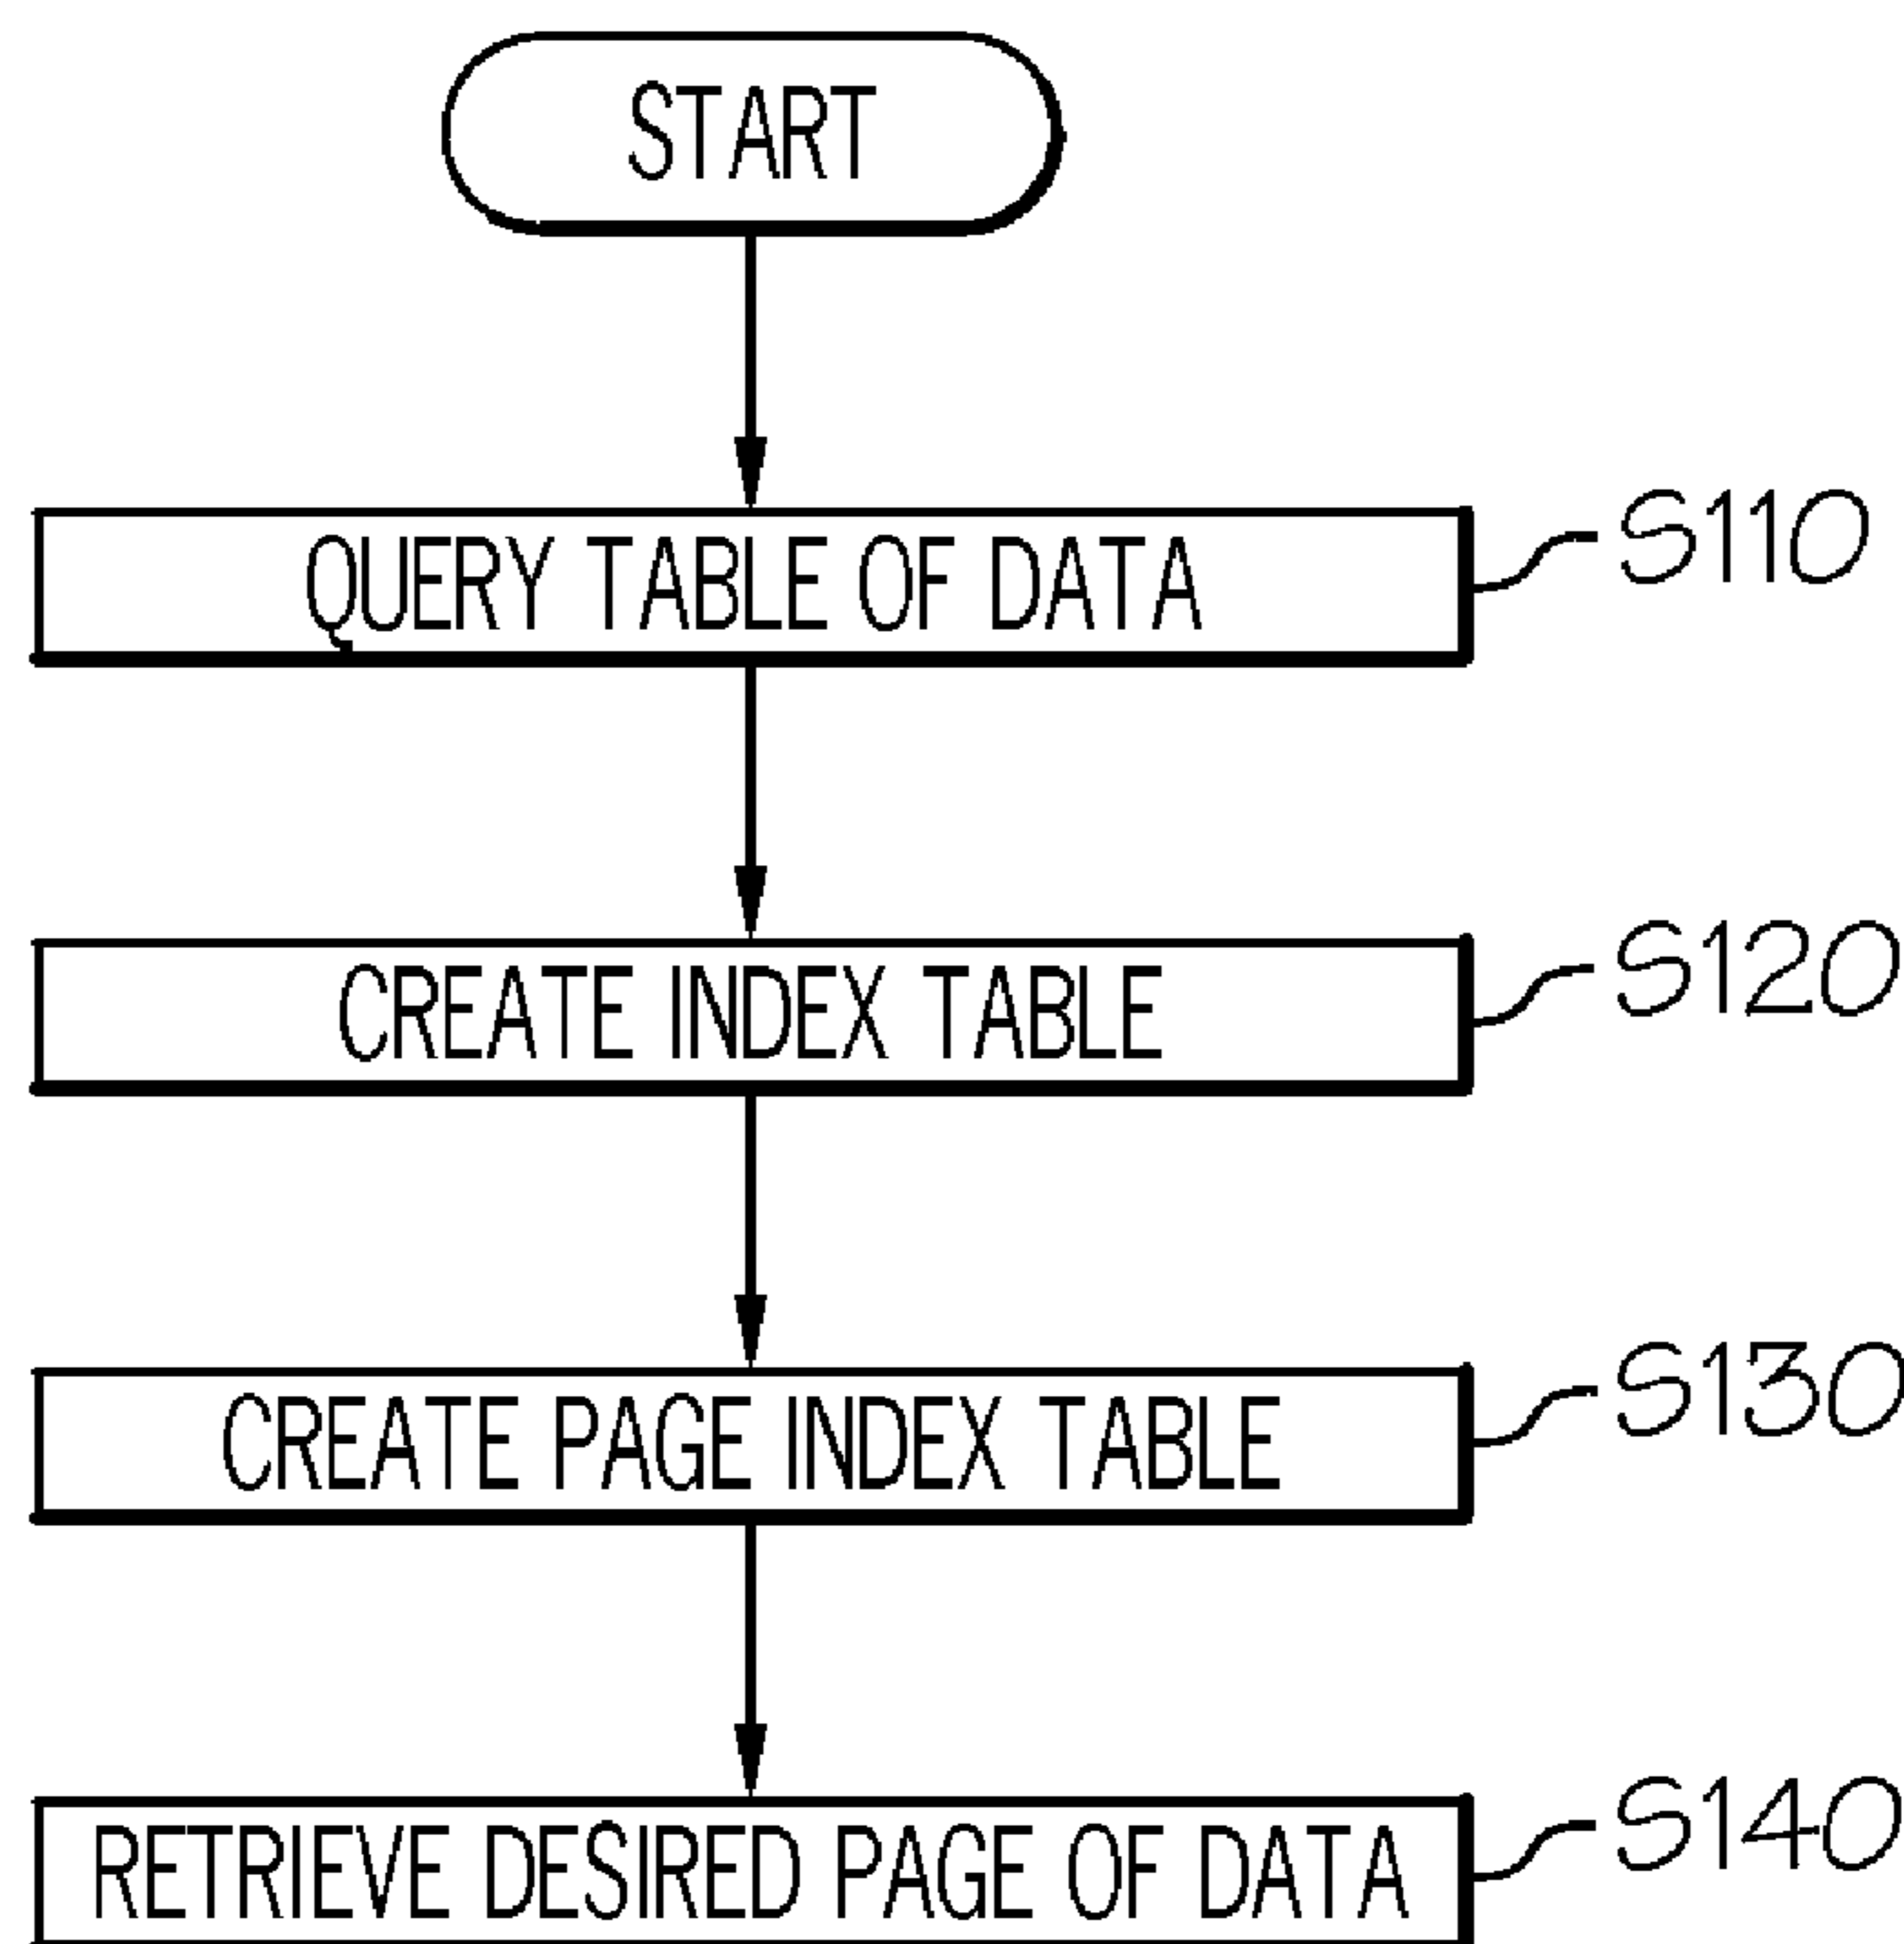 START
QUERY TABLE OF DATA
S110
CREATE INDEX TABLE
S120
CREATE PAGE INDEX TABLE
S130
RETRIEVE DESIRED PAGE OF DATA
S140